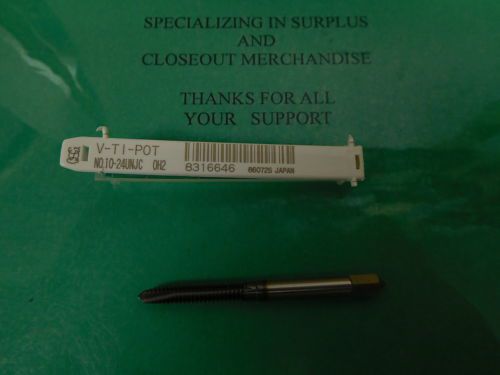 SPECIALIZING IN SURPLUS
AND
CLOSEOUT MERCHANDISE
THANKS FOR ALL
YOUR SUPPORT
V-TI-POT
NO.10-24UNJC OH2
8316646 860725 JAPAN